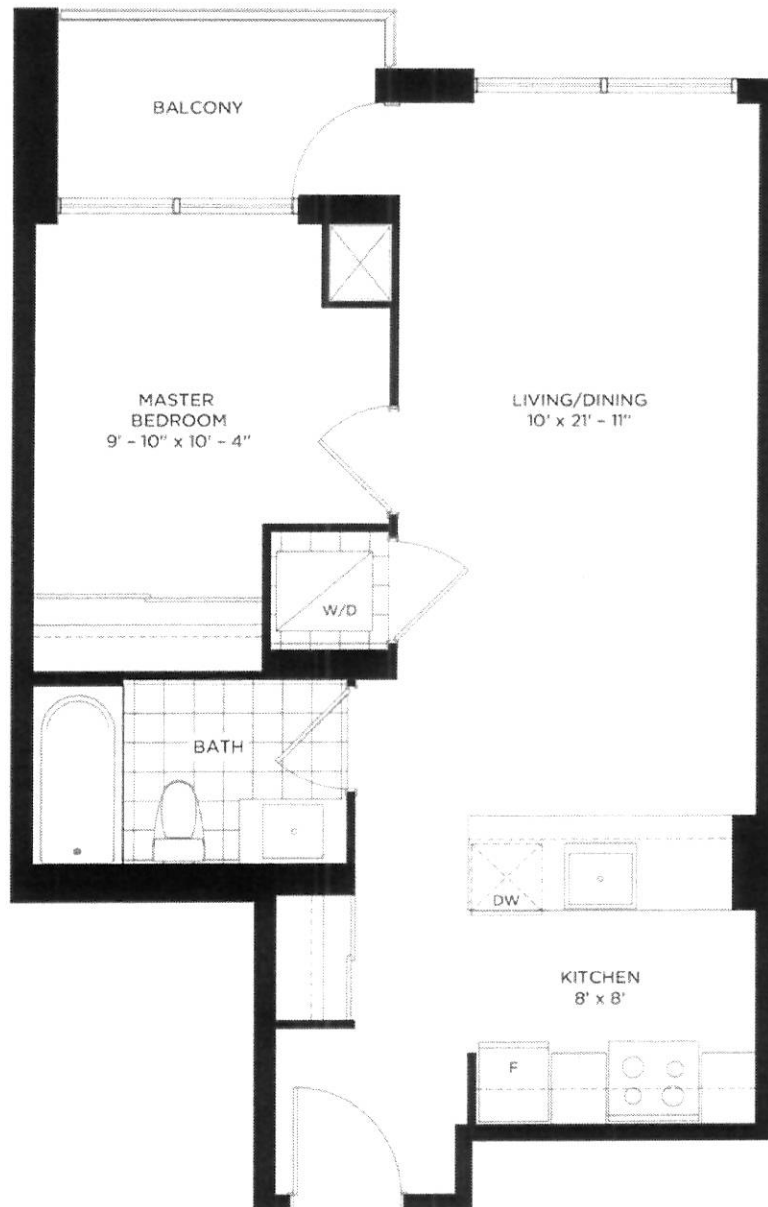 BALCONY
MASTER
BEDROOM
9' – 10" x 10' – 4"
LIVING/DINING
10' x 21' – 11"
W/D
BATH
DW
KITCHEN
8' x 8'
F